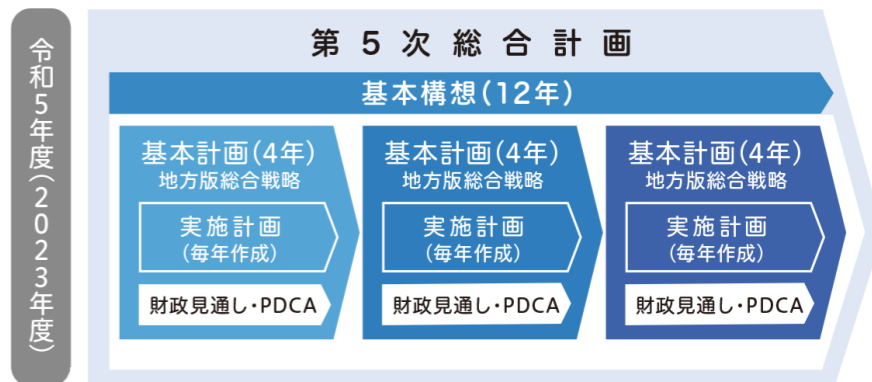 令和5年度(2023年度)
第5次総合計画
基本構想(12年)
基本計画(4年)
地方版総合戦略
実施計画
(毎年作成)
財政見通し・PDCA
基本計画(4年)
地方版総合戦略
実施計画
(毎年作成)
財政見通し・PDCA
基本計画(4年)
地方版総合戦略
実施計画
(毎年作成)
財政見通し・PDCA